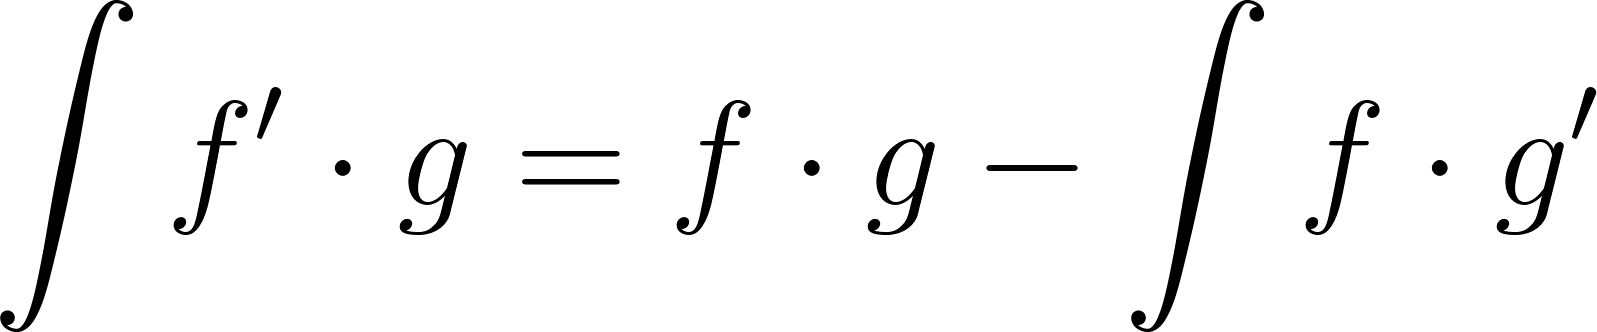 ∫ f′ · g = f · g − ∫ f · g′